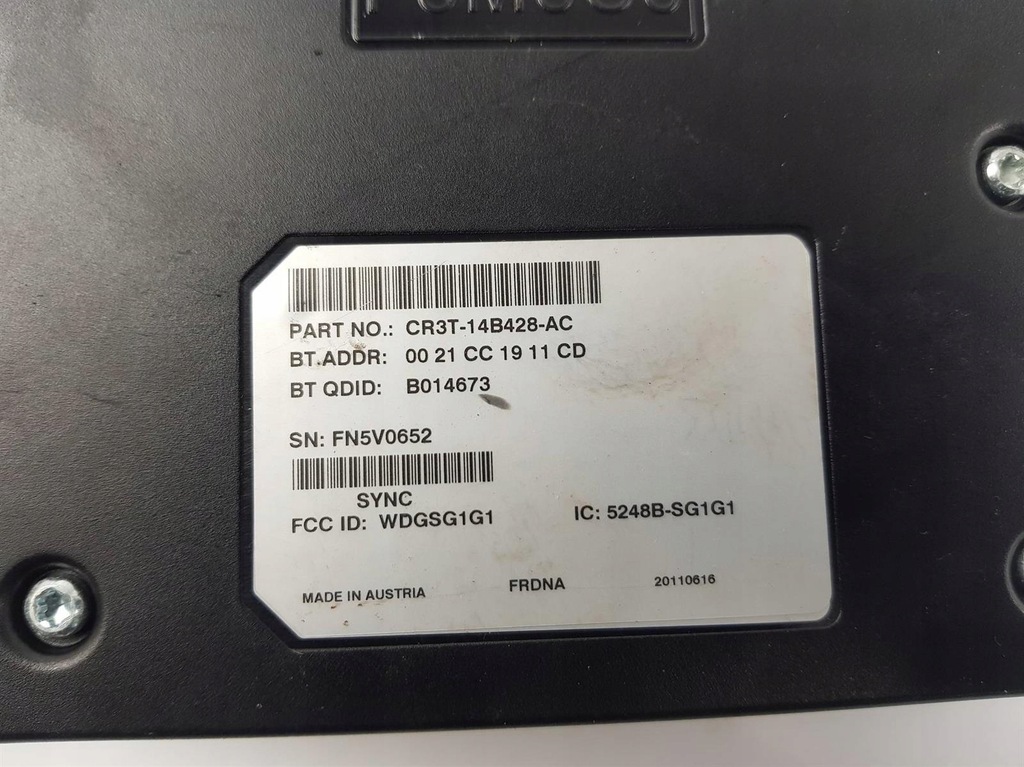 PART NO.: CR3T-14B428-AC
BT.ADDR: 00 21 CC 19 11 CD
BT QDID: B014673
SN: FN5V0652
SYNC
FCC ID: WDGSG1G1 IC: 5248B-SG1G1
MADE IN AUSTRIA FRDNA 20110616